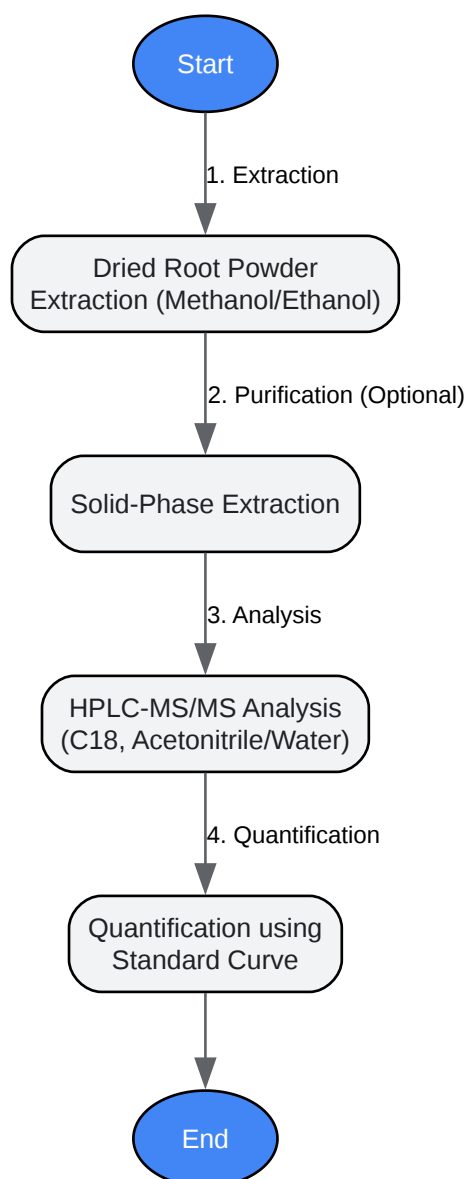 Start
1. Extraction
Dried Root Powder
Extraction (Methanol/Ethanol)
2. Purification (Optional)
Solid-Phase Extraction
3. Analysis
HPLC-MS/MS Analysis
(C18, Acetonitrile/Water)
4. Quantification
Quantification using
Standard Curve
End